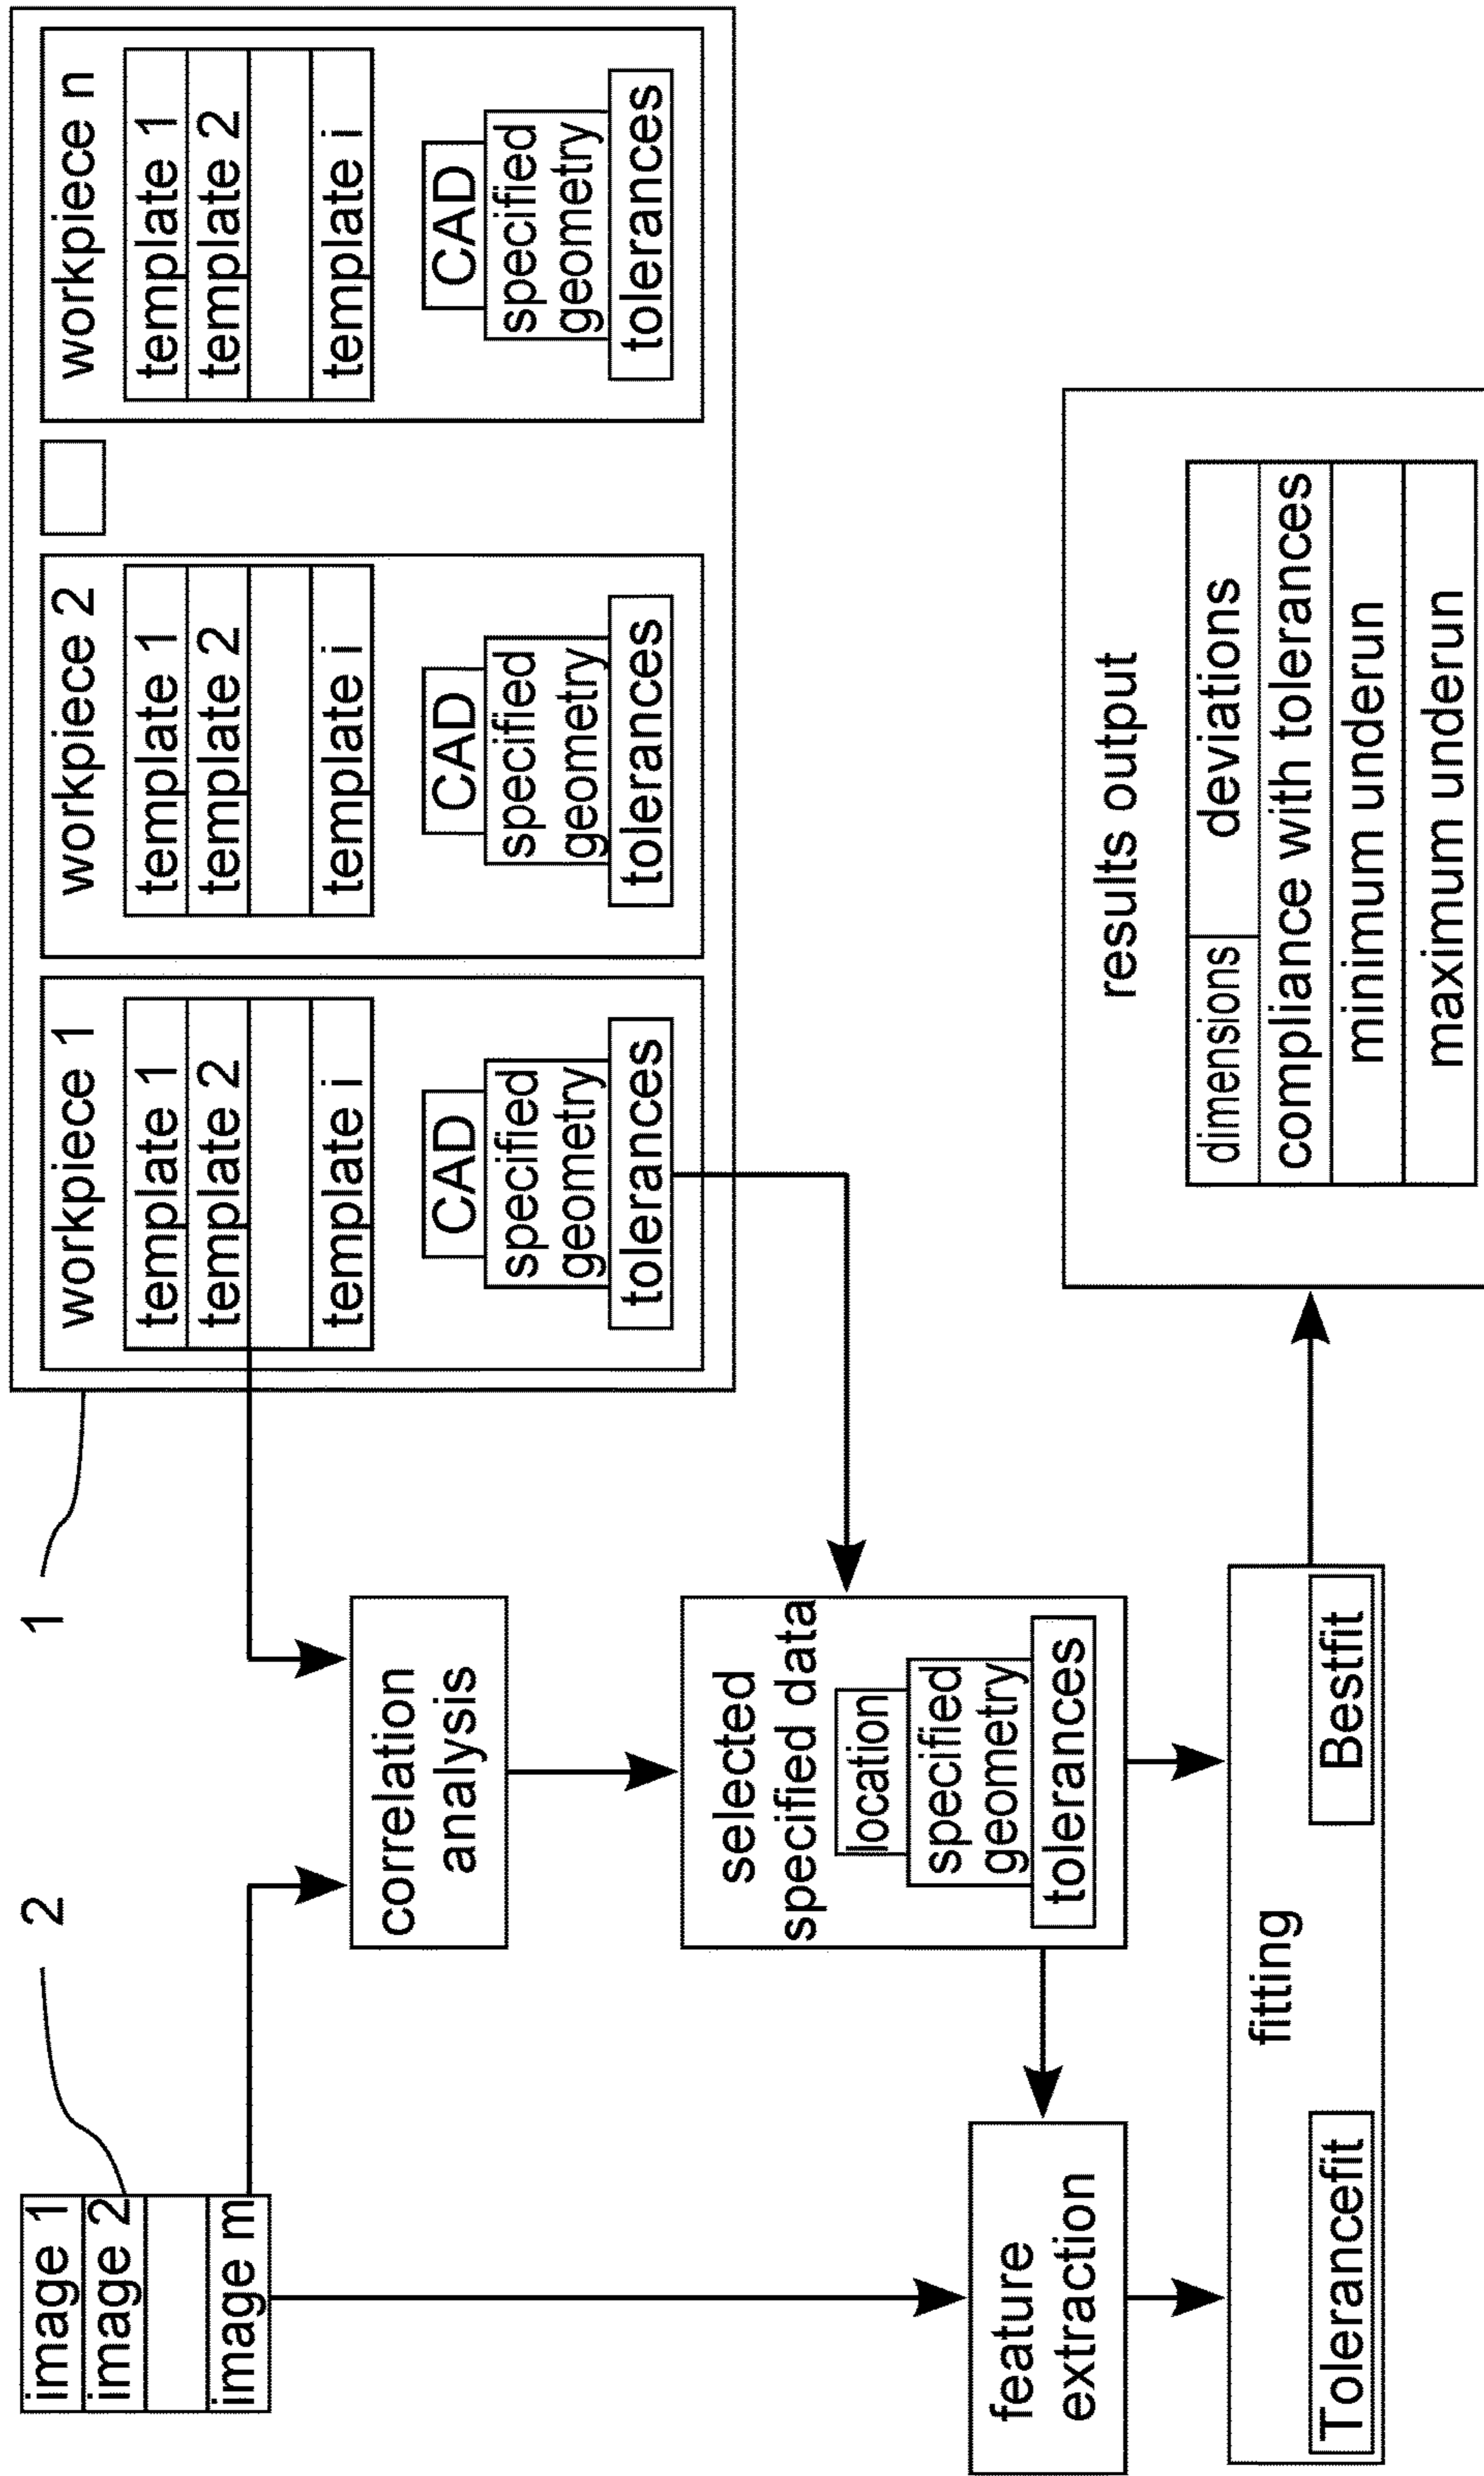 1
2
image 1
image 2
image m
workpiece 1
template 1
template 2
template i
CAD
specified
geometry
tolerances
workpiece 2
template 1
template 2
template i
CAD
specified
geometry
tolerances
workpiece n
template 1
template 2
template i
CAD
specified
geometry
tolerances
correlation
analysis
selected
specified data
location
specified
geometry
tolerances
feature
extraction
fitting
Tolerancefit
Bestfit
results output
dimensions
deviations
compliance with tolerances
minimum underun
maximum underun